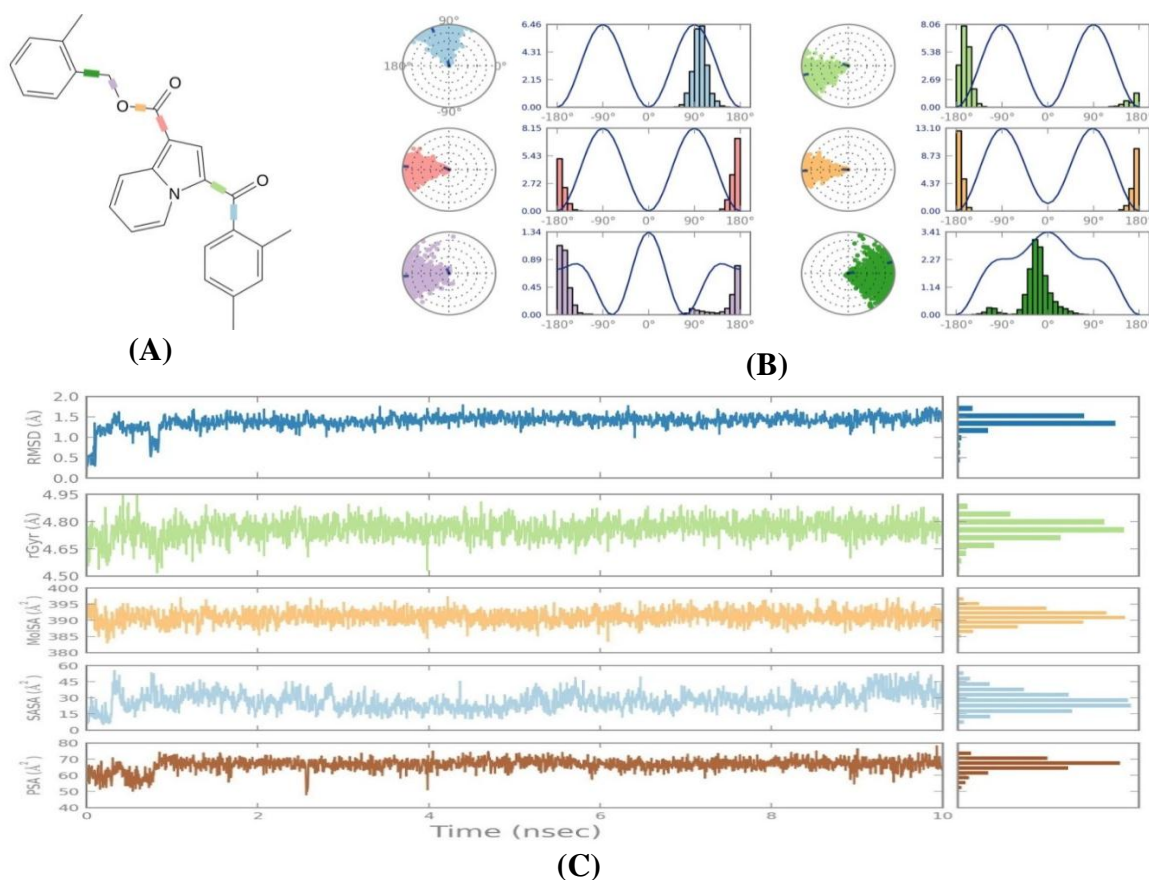 O
O
O
N
(A)
90°
180°
0°
-90°
6.46
4.31
2.15
0.00
-180° -90° 0° 90° 180°
8.06
5.38
2.69
0.00
-180° -90° 0° 90° 180°
8.15
5.43
2.72
0.00
-180° -90° 0° 90° 180°
13.10
8.73
4.37
0.00
-180° -90° 0° 90° 180°
1.34
0.89
0.45
0.00
-180° -90° 0° 90° 180°
3.41
2.27
1.14
0.00
-180° -90° 0° 90° 180°
(B)
RMSD (Å)
2.0
1.5
1.0
0.5
0.0
rGyr (Å)
4.95
4.80
4.65
4.50
MolSA (Å²)
400
395
390
385
380
SASA (Å²)
60
45
30
15
0
PSA (Å²)
80
70
60
50
40
0 2 4 6 8 10
Time (nsec)
(C)